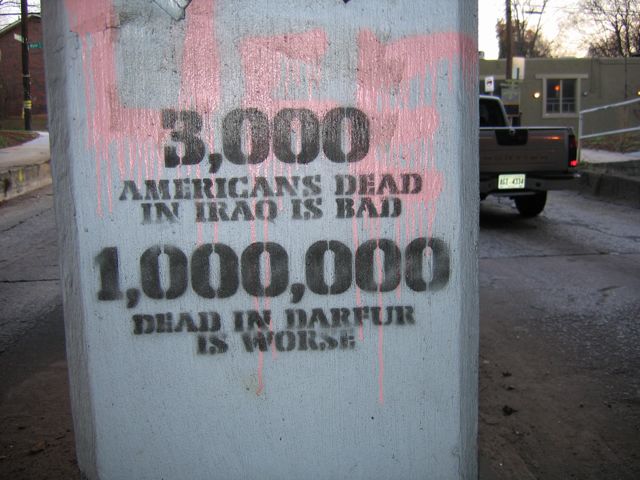 3,000
AMERICANS DEAD
IN IRAQ IS BAD
1,000,000
DEAD IN DARFUR
IS WORSE